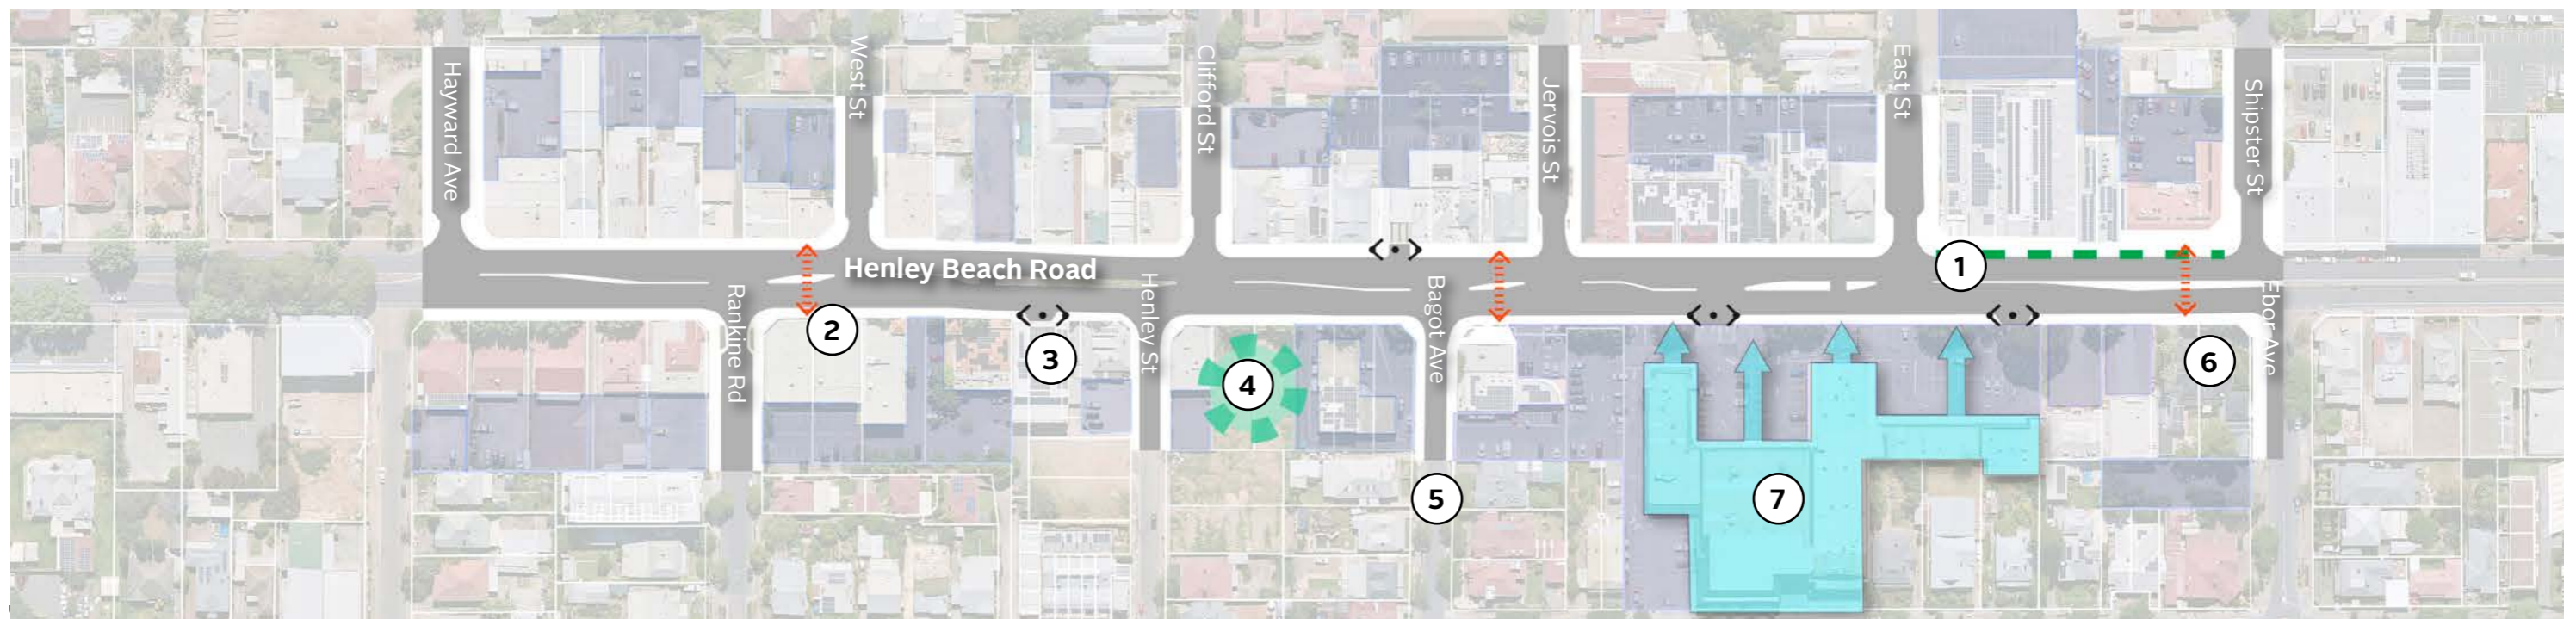 Hayward Ave
West St
Clifford St
Jervois St
East St
Shipster St
Henley Beach Road
1
Rankine Rd
2
3
Henley St
4
Bagot Ave
5
6
Ebor Ave
7